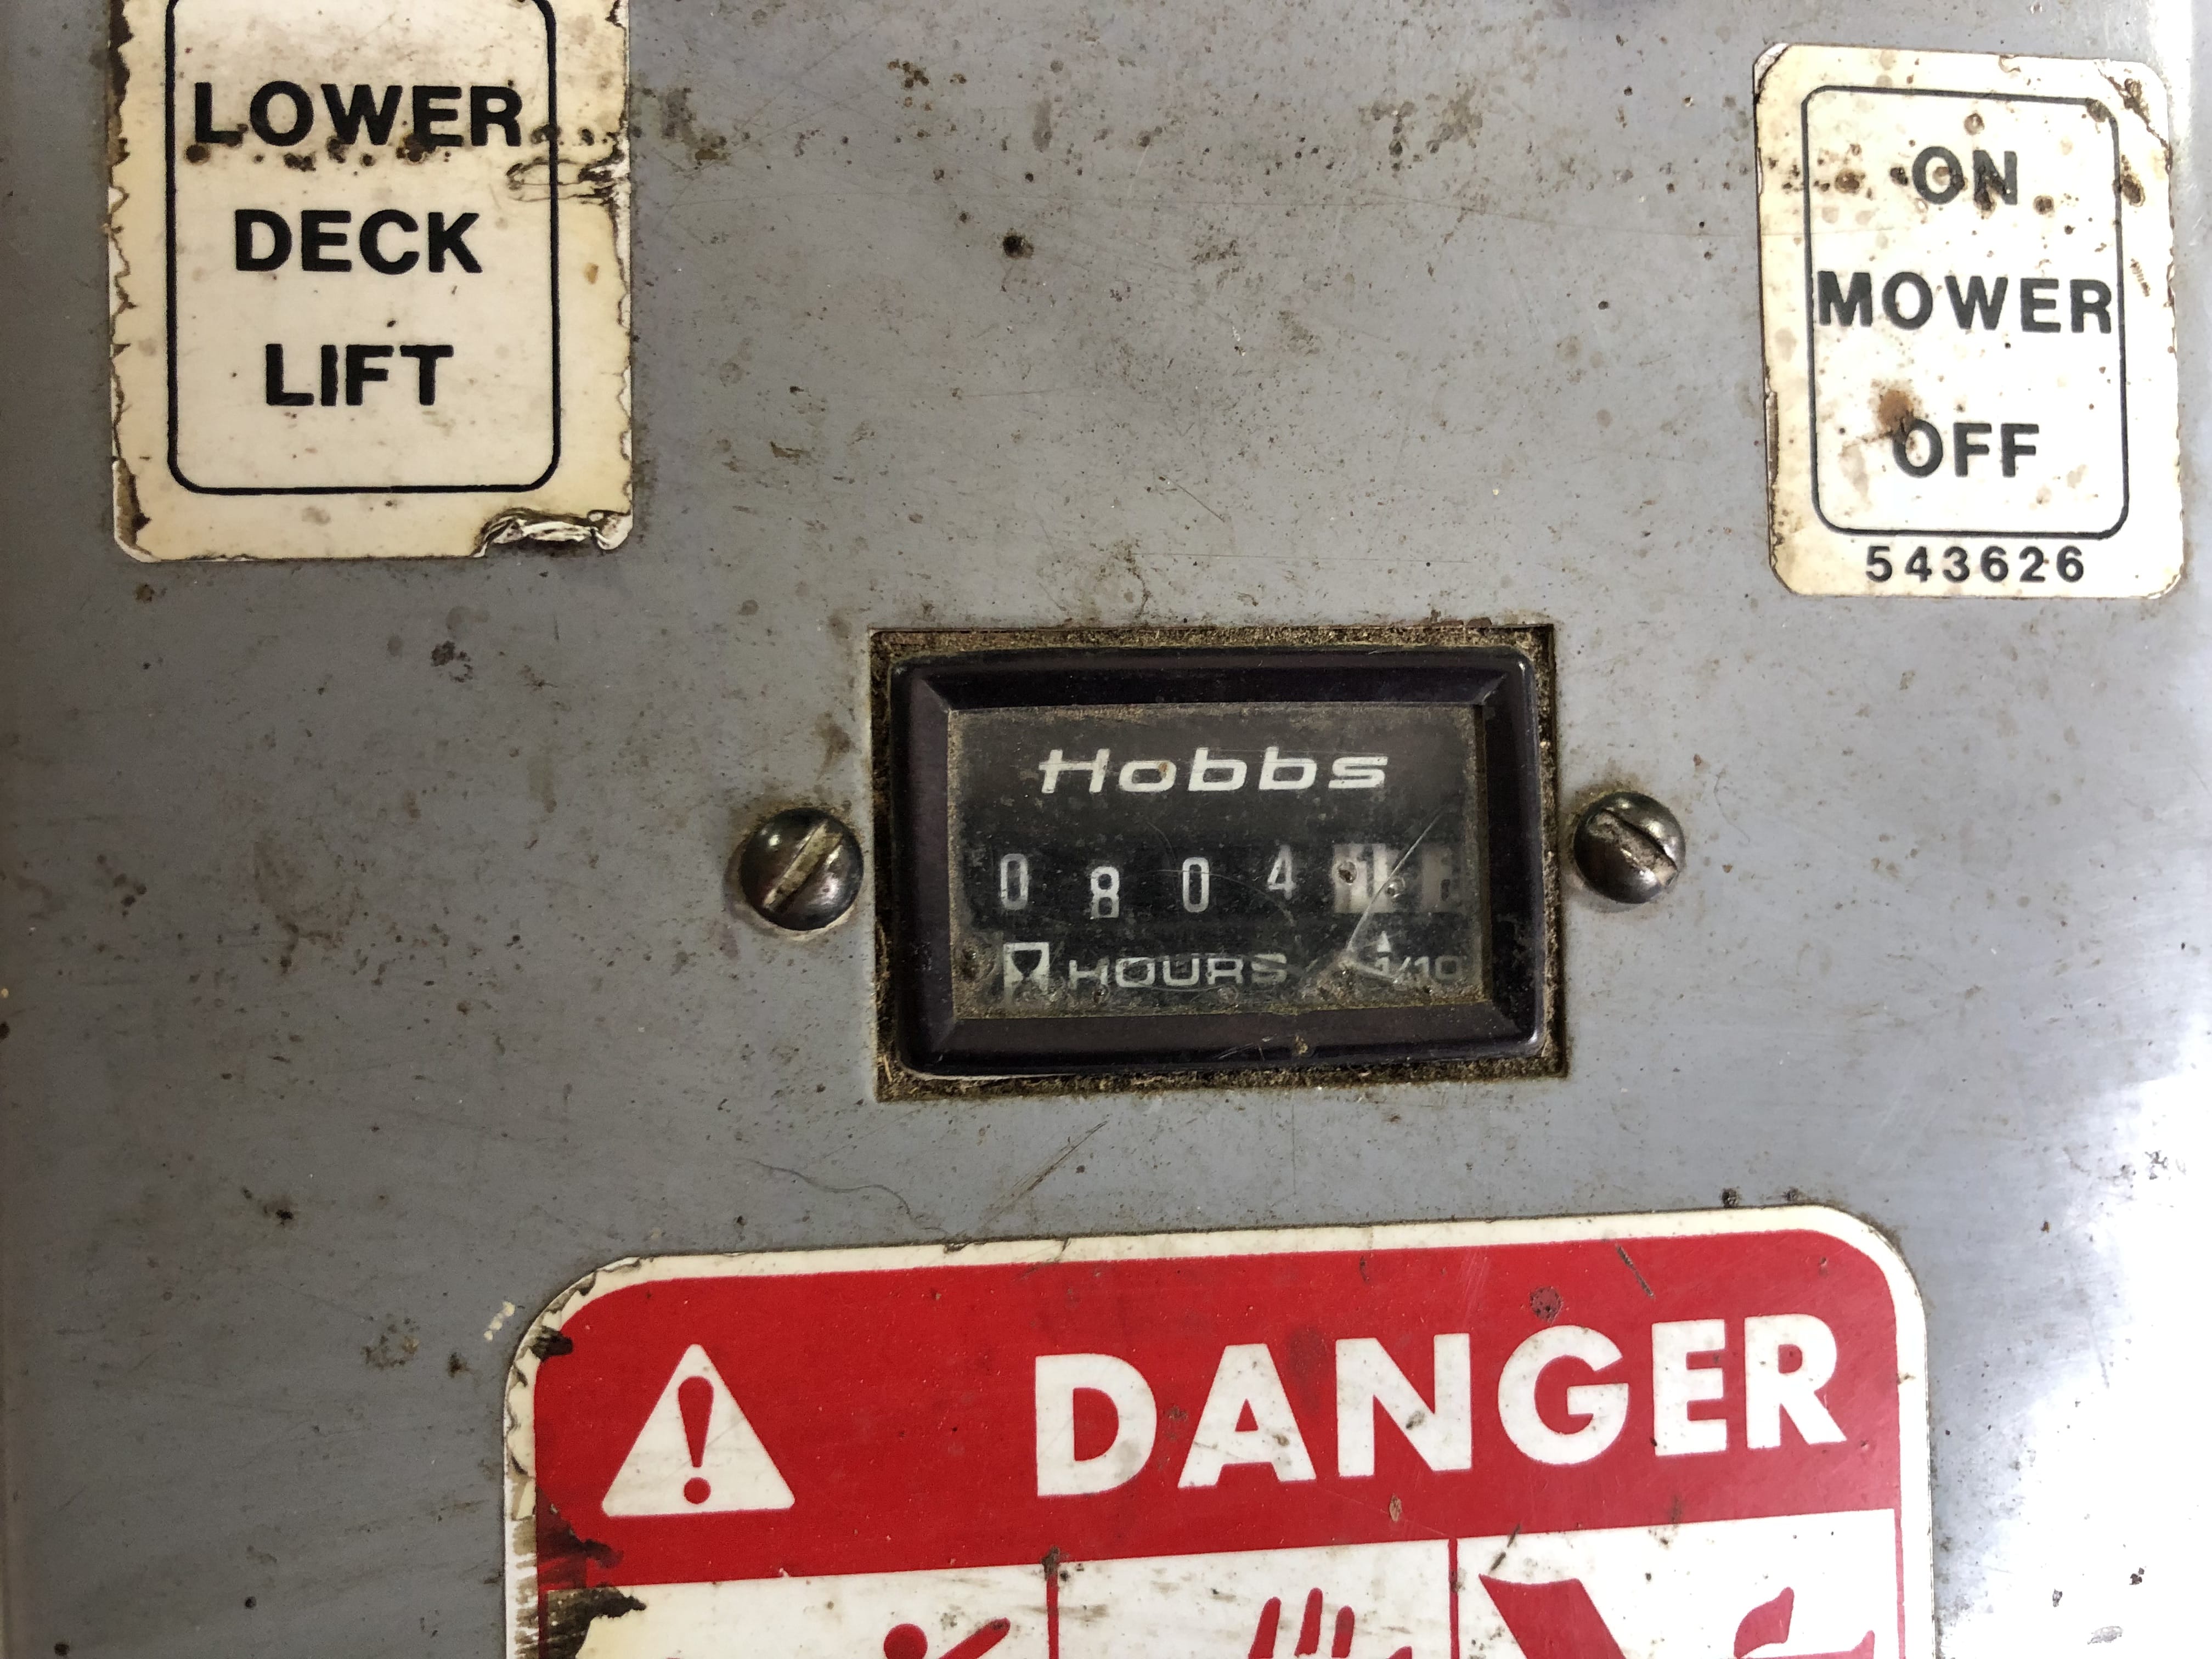 LOWER
DECK
LIFT
ON
MOWER
OFF
543626
Hobbs
0 8 0 4
HOURS 1/10
DANGER